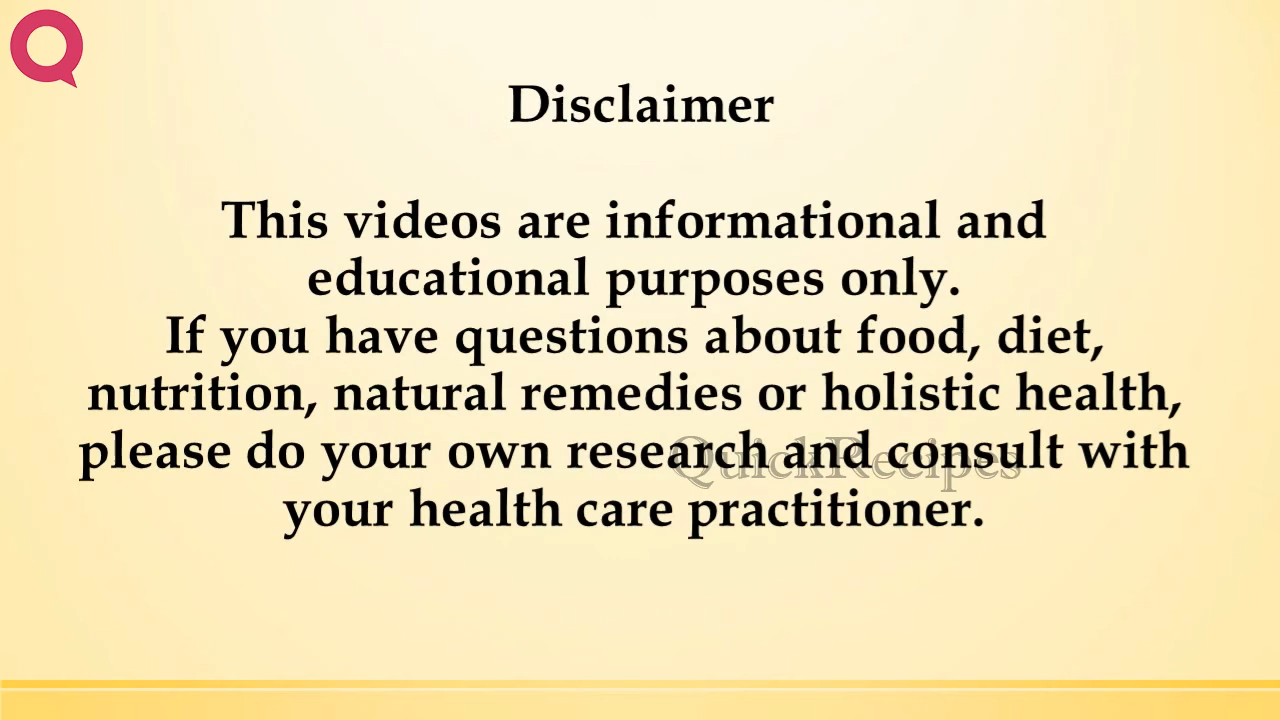 Disclaimer
This videos are informational and
educational purposes only.
If you have questions about food, diet,
nutrition, natural remedies or holistic health,
please do your own research and consult with
your health care practitioner.
QuickRecipes